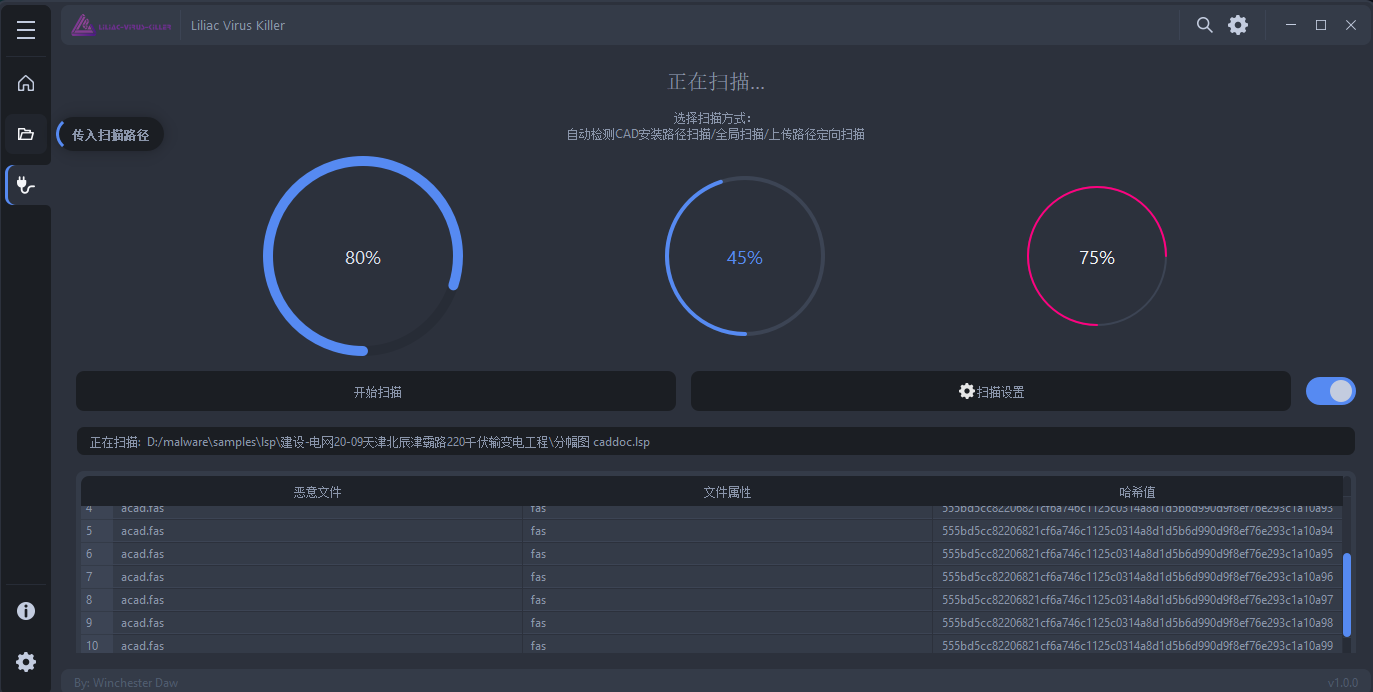 LILIAC-VIRUS-KILLER
Liliac Virus Killer
正在扫描...
选择扫描方式：
自动检测CAD安装路径扫描/全局扫描/上传路径定向扫描
传入扫描路径
80%
45%
75%
开始扫描
扫描设置
正在扫描: D:/malware\samples\lsp\建设-电网20-09天津北辰津霸路220千伏输变电工程\分幅图 caddoc.lsp
恶意文件 文件属性 哈希值
4 acad.fas fas 555bd5cc82206821cf6a746c1125c0314a8d1d5b6d990d9f8ef76e293c1a10a93
5 acad.fas fas 555bd5cc82206821cf6a746c1125c0314a8d1d5b6d990d9f8ef76e293c1a10a94
6 acad.fas fas 555bd5cc82206821cf6a746c1125c0314a8d1d5b6d990d9f8ef76e293c1a10a95
7 acad.fas fas 555bd5cc82206821cf6a746c1125c0314a8d1d5b6d990d9f8ef76e293c1a10a96
8 acad.fas fas 555bd5cc82206821cf6a746c1125c0314a8d1d5b6d990d9f8ef76e293c1a10a97
9 acad.fas fas 555bd5cc82206821cf6a746c1125c0314a8d1d5b6d990d9f8ef76e293c1a10a98
10 acad.fas fas 555bd5cc82206821cf6a746c1125c0314a8d1d5b6d990d9f8ef76e293c1a10a99
By: Winchester Daw
v1.0.0